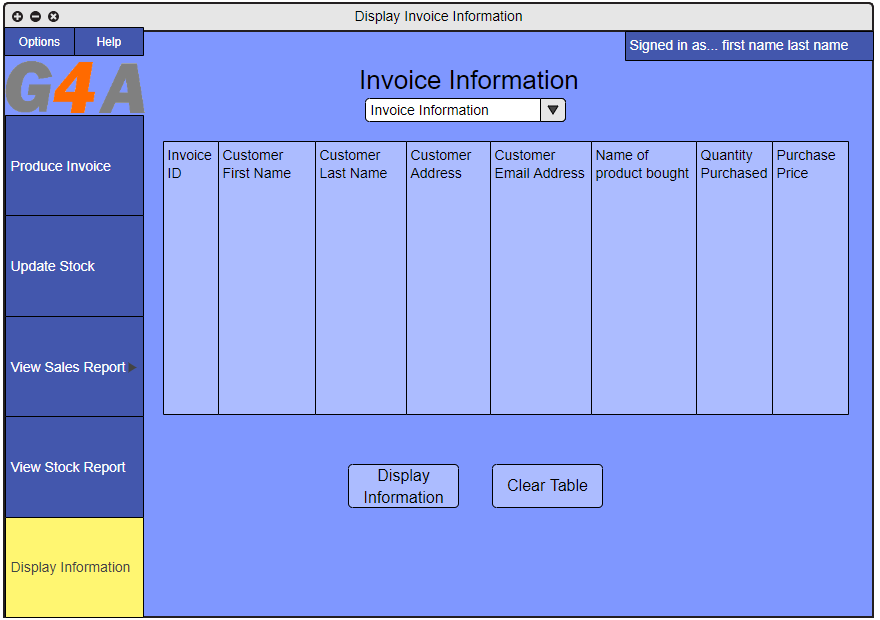 Display Invoice Information
Options
Help
Signed in as... first name last name
G4A
Invoice Information
Invoice Information
Produce Invoice
Update Stock
View Sales Report
View Stock Report
Display Information
Invoice
ID
Customer
First Name
Customer
Last Name
Customer
Address
Customer
Email Address
Name of
product bought
Quantity
Purchased
Purchase
Price
Display
Information
Clear Table